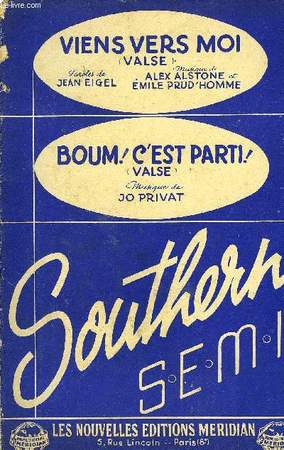 VIENS VERS MOI
(VALSE)
Paroles de
JEAN EIGEL
Musique de
ALEX ALSTONE et
ÉMILE PRUD'HOMME
BOUM! C'EST PARTI!
(VALSE)
Musique de
JO PRIVAT
Southern
S·E·M·I
LES NOUVELLES EDITIONS MERIDIAN
5, Rue Lincoln -- Paris (8e)